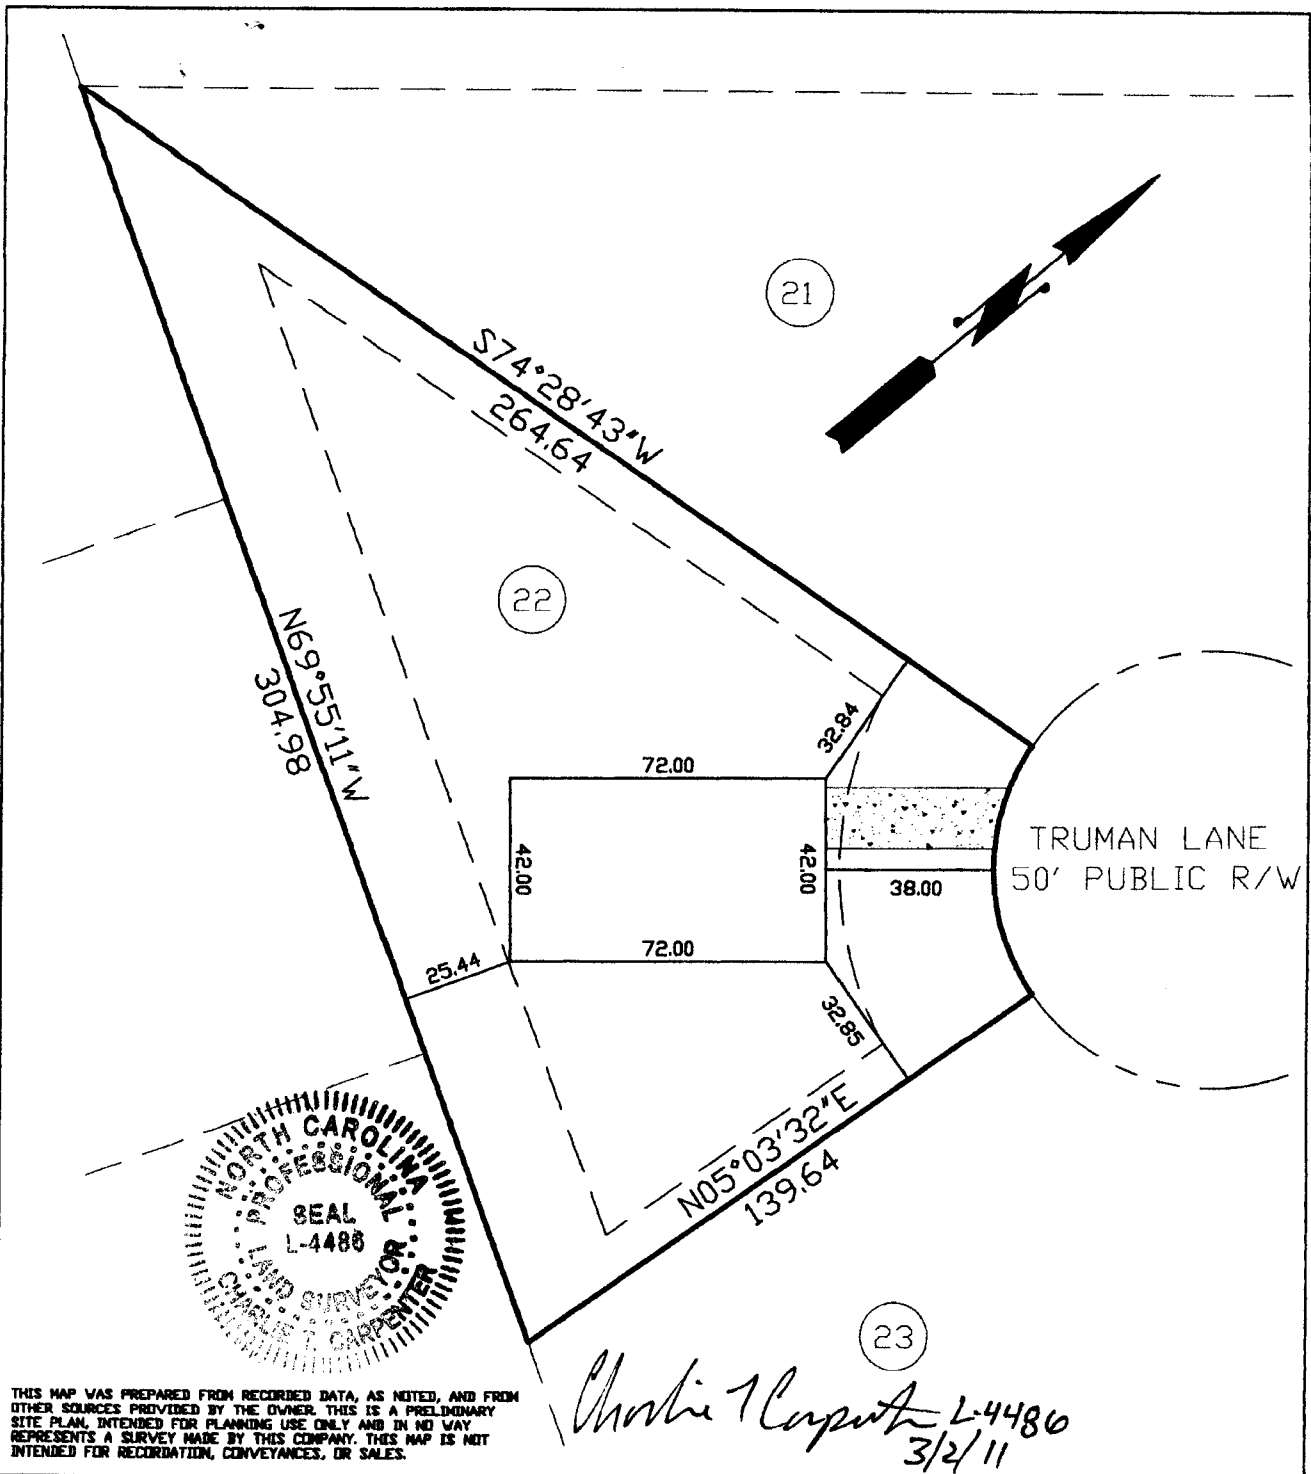 21
S74°28'43"W
264.64
22
N69°55'11"W
304.98
32.84
72.00
42.00
42.00
TRUMAN LANE
50' PUBLIC R/W
38.00
72.00
25.44
32.85
N05°03'32"E
139.64
NORTH CAROLINA
PROFESSIONAL
SEAL
L-4486
LAND SURVEYOR
CHARLIE T. CARPENTER
23
THIS MAP WAS PREPARED FROM RECORDED DATA, AS NOTED, AND FROM
OTHER SOURCES PROVIDED BY THE OWNER. THIS IS A PRELIMINARY
SITE PLAN, INTENDED FOR PLANNING USE ONLY AND IN NO WAY
REPRESENTS A SURVEY MADE BY THIS COMPANY. THIS MAP IS NOT
INTENDED FOR RECORDATION, CONVEYANCES, OR SALES.
Charlie T Carpenter L-4486
3/2/11